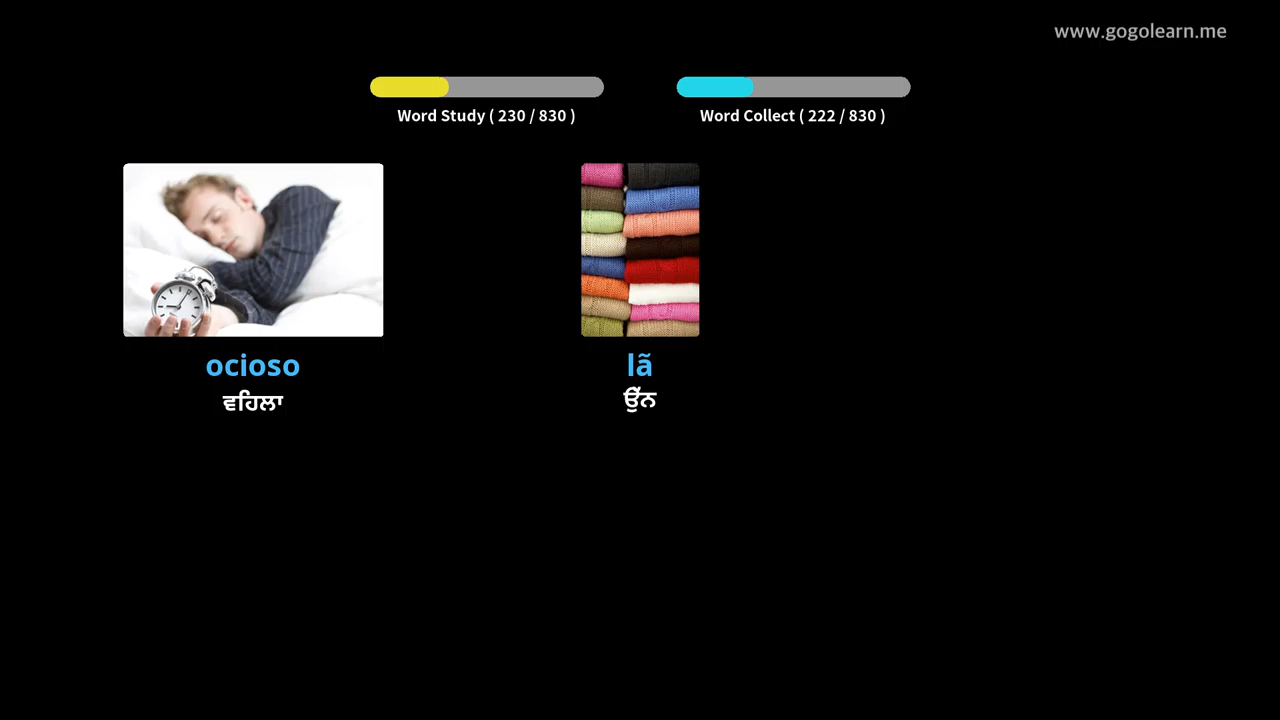 www.gogolearn.me
Word Study ( 230 / 830 )
Word Collect ( 222 / 830 )
ocioso
ਵਹਿਲਾ
lã
ਉੱਨ